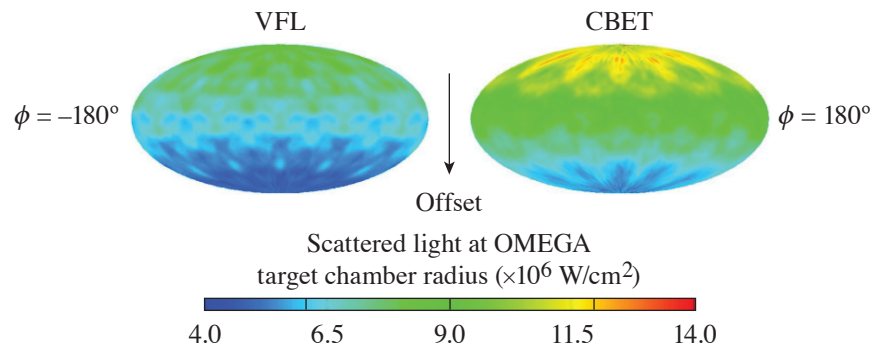 VFL
CBET
ϕ = –180°
ϕ = 180°
Offset
Scattered light at OMEGA
target chamber radius (×10⁶ W/cm²)
4.0 6.5 9.0 11.5 14.0